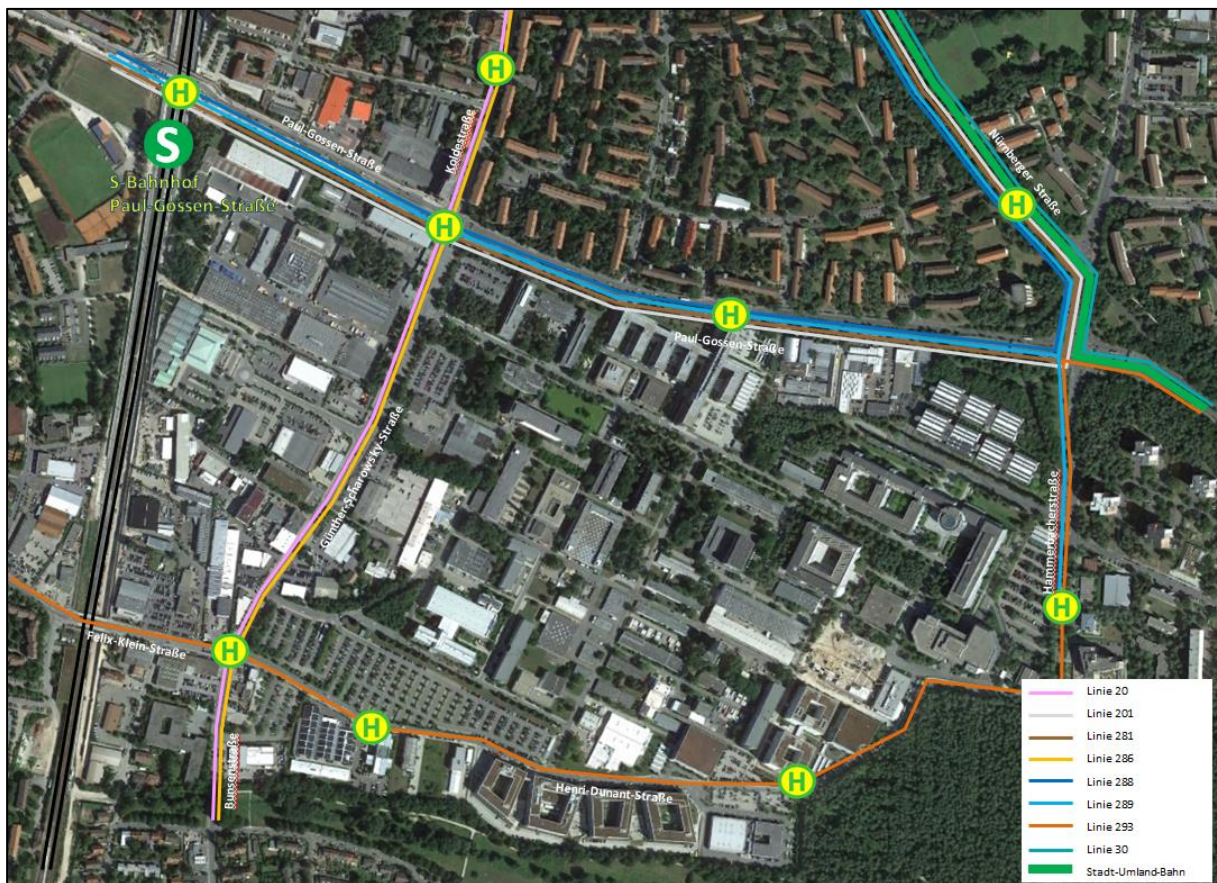 H
H
Koldestraße
Paul-Gossen-Straße
S
S-Bahnhof
Paul-Gossen-Straße
Nürnberger Straße
H
H
H
Paul-Gossen-Straße
Günther-Scharowsky-Straße
Hammerbacherstraße
H
Felix-Klein-Straße
H
H
Bunsenstraße
Henri-Dunant-Straße
H
Linie 20
Linie 201
Linie 281
Linie 286
Linie 288
Linie 289
Linie 293
Linie 30
Stadt-Umland-Bahn